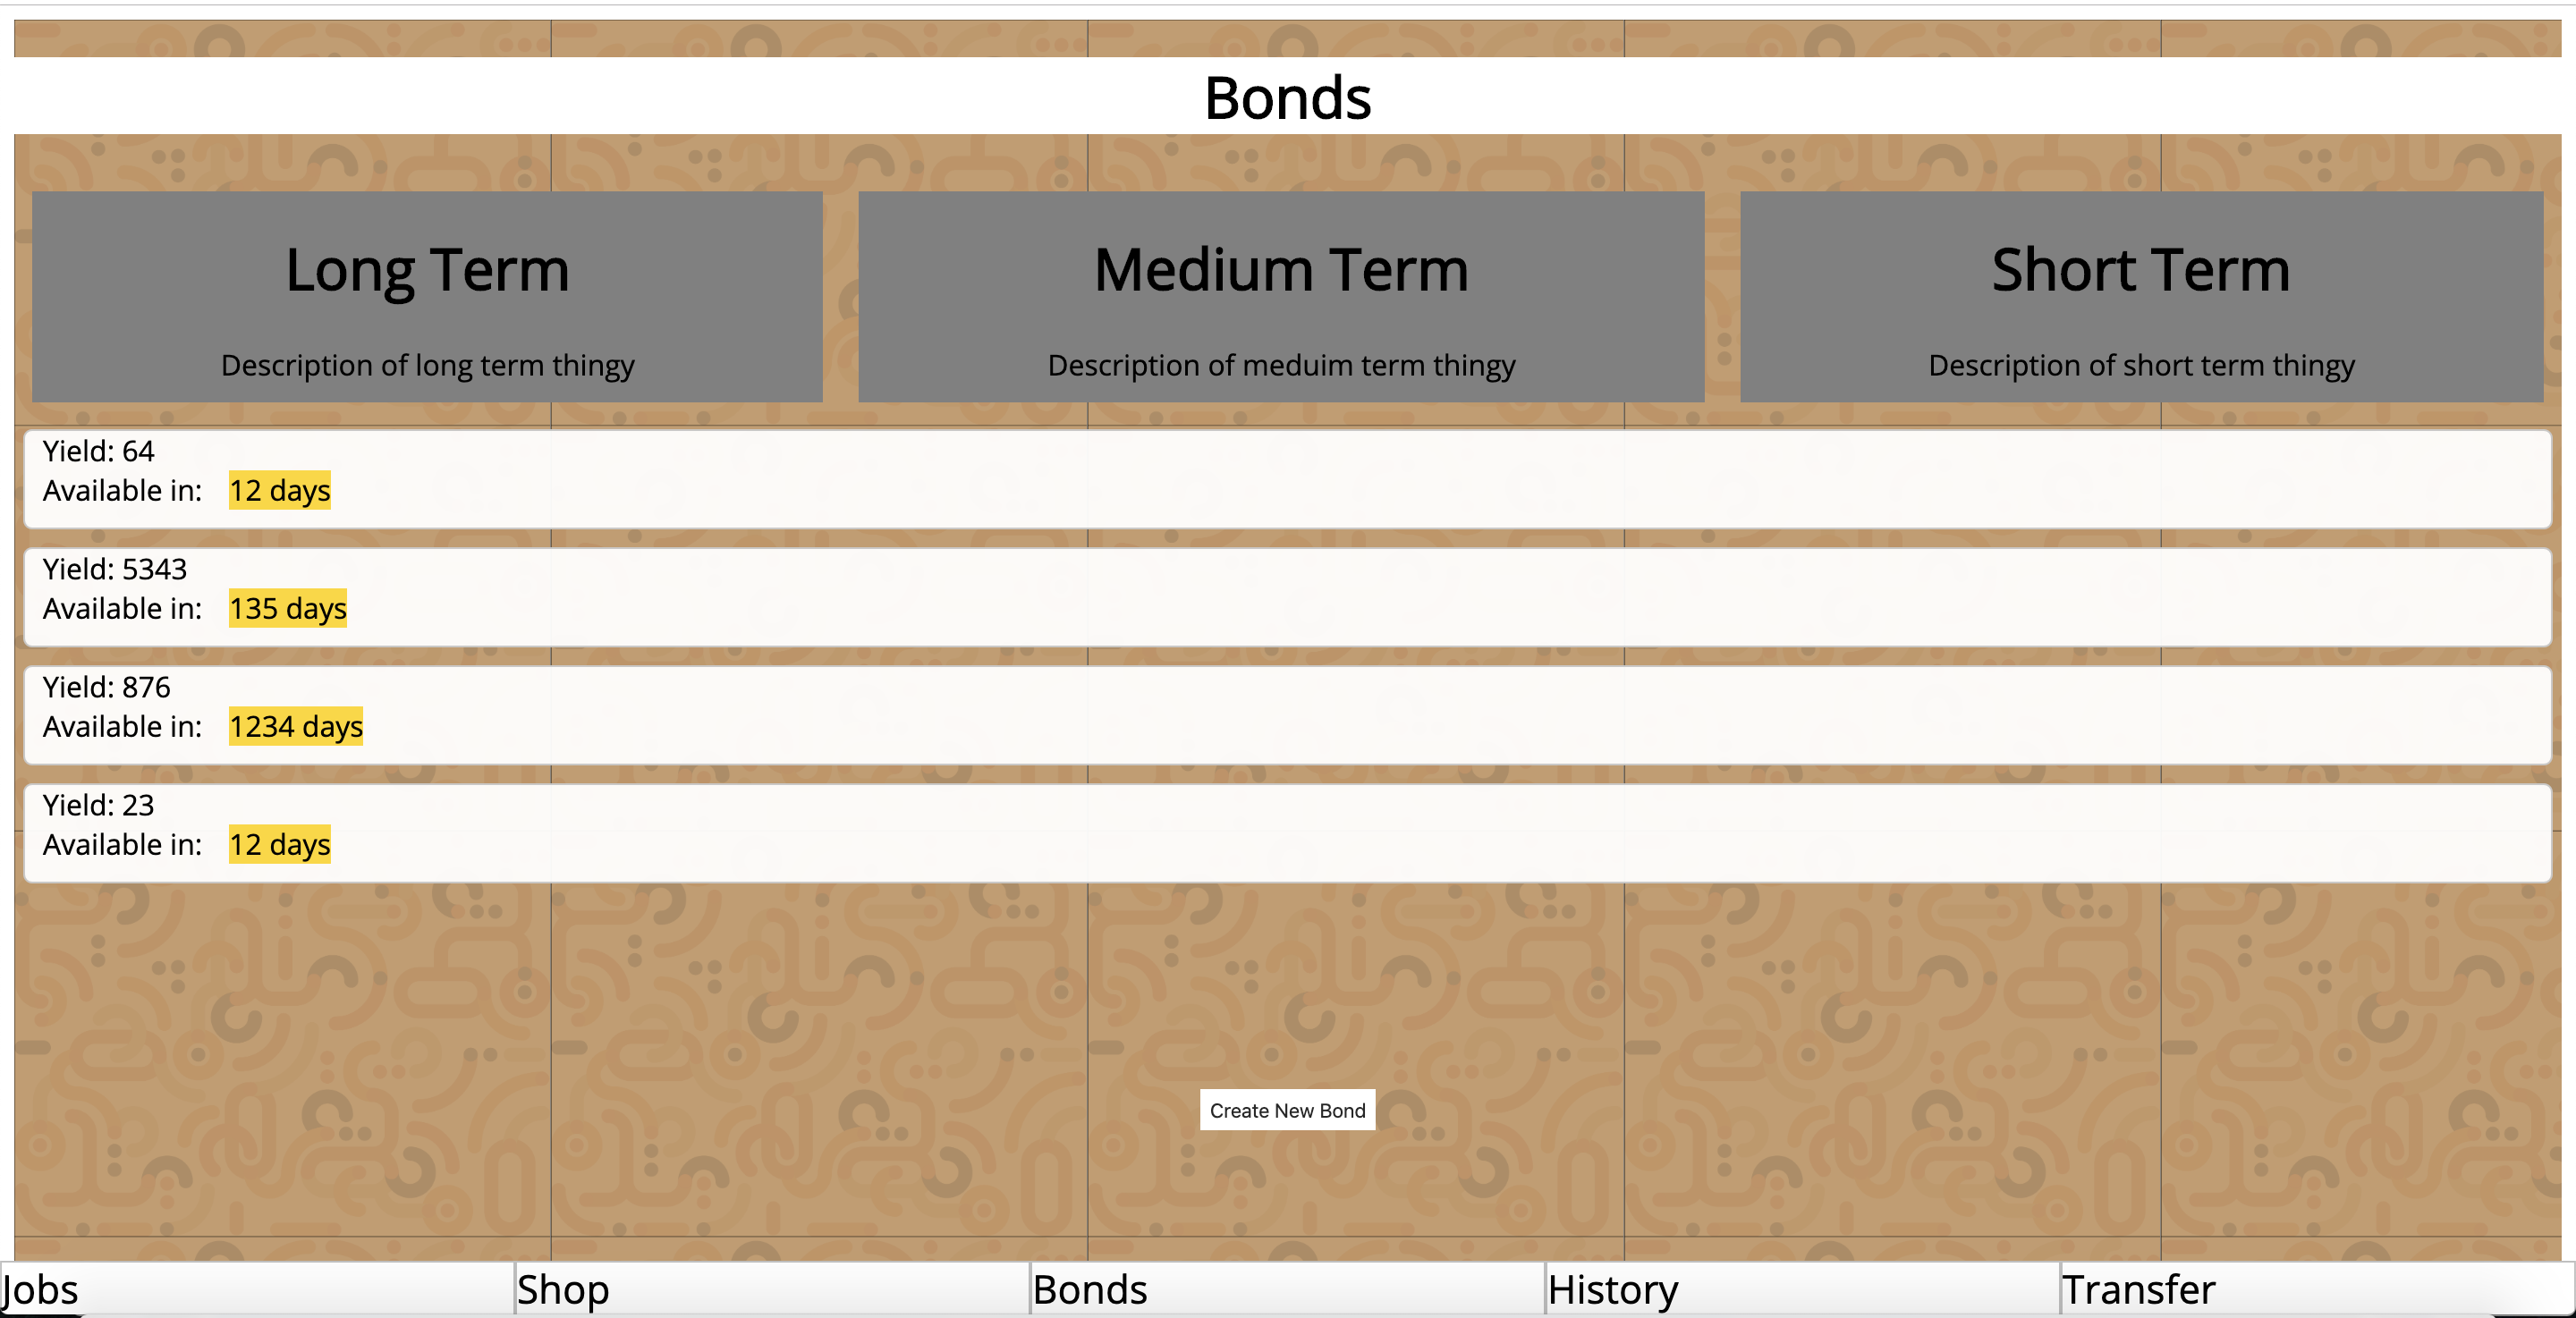 Bonds
Long Term
Medium Term
Short Term
Description of long term thingy
Description of meduim term thingy
Description of short term thingy
Yield: 64
Available in: 12 days
Yield: 5343
Available in: 135 days
Yield: 876
Available in: 1234 days
Yield: 23
Available in: 12 days
Create New Bond
Jobs
Shop
Bonds
History
Transfer